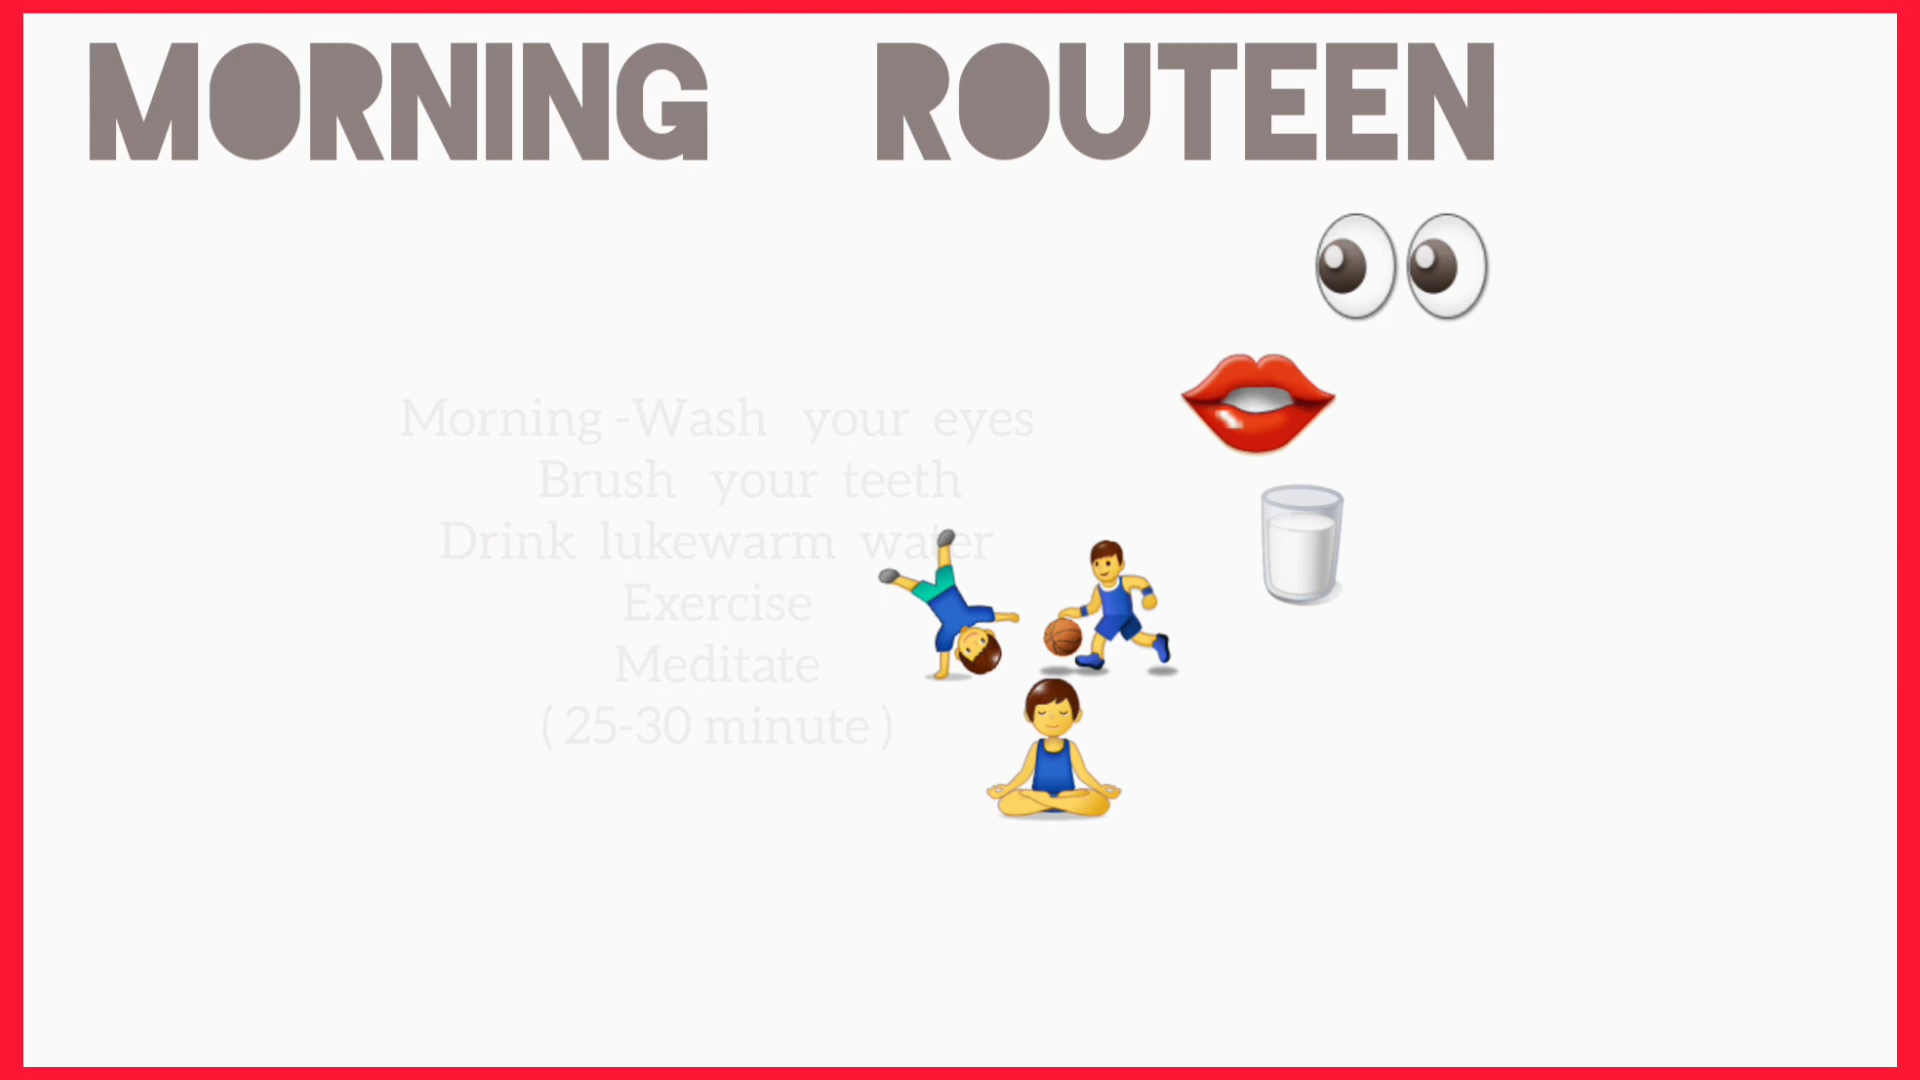 MORNING ROUTEEN
Morning -Wash your eyes
Brush your teeth
Drink lukewarm water
Exercise
Meditate
( 25-30 minute )